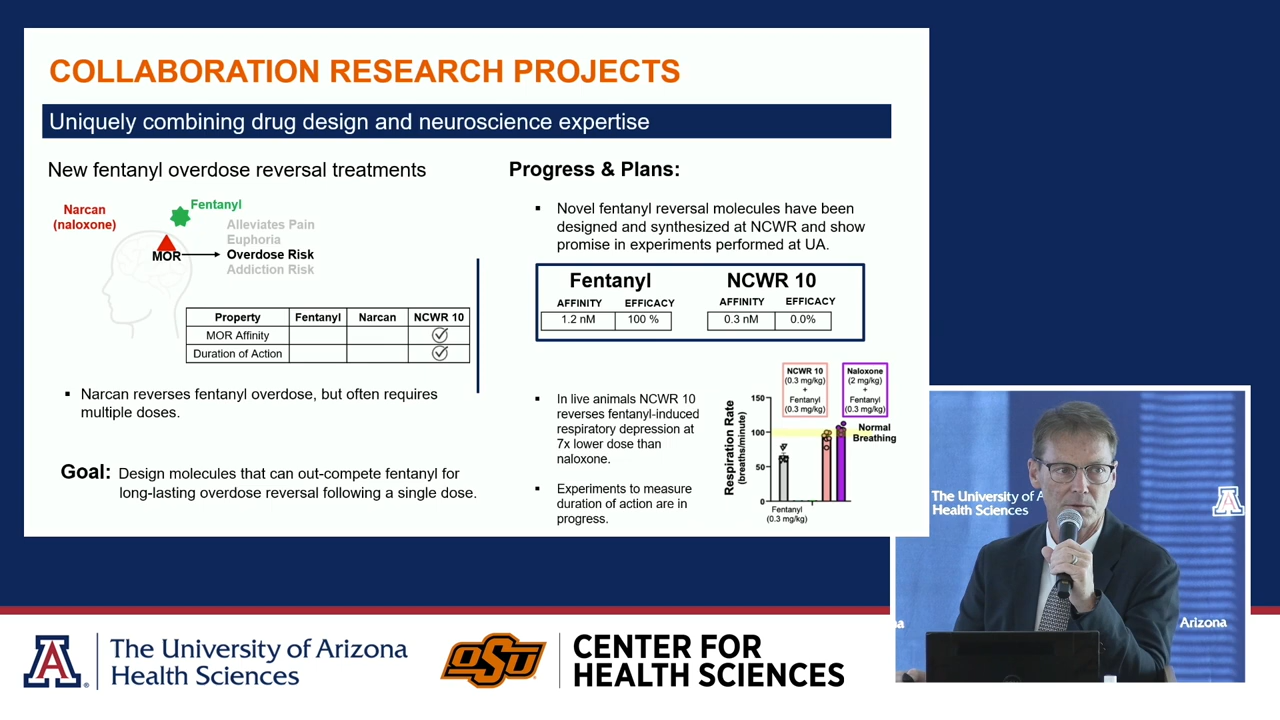 COLLABORATION RESEARCH PROJECTS
Uniquely combining drug design and neuroscience expertise
New fentanyl overdose reversal treatments
Narcan
(naloxone)
Fentanyl
MOR
Alleviates Pain
Euphoria
Overdose Risk
Addiction Risk
Property Fentanyl Narcan NCWR 10
MOR Affinity
Duration of Action
▪ Narcan reverses fentanyl overdose, but often requires
multiple doses.
Goal: Design molecules that can out-compete fentanyl for
long-lasting overdose reversal following a single dose.
Progress & Plans:
▪ Novel fentanyl reversal molecules have been
designed and synthesized at NCWR and show
promise in experiments performed at UA.
Fentanyl
AFFINITY EFFICACY
1.2 nM 100 %
NCWR 10
AFFINITY EFFICACY
0.3 nM 0.0%
▪ In live animals NCWR 10
reverses fentanyl-induced
respiratory depression at
7x lower dose than
naloxone.
▪ Experiments to measure
duration of action are in
progress.
NCWR 10
(0.3 mg/kg)
+
Fentanyl
(0.3 mg/kg)
Naloxone
(2 mg/kg)
+
Fentanyl
(0.3 mg/kg)
Respiration Rate
(breaths/minute)
150
100
50
0
Normal
Breathing
Fentanyl
(0.3 mg/kg)
The University of A
Health Sciences
A
a
Arizona
A
The University of Arizona
Health Sciences
OSU
CENTER FOR
HEALTH SCIENCES